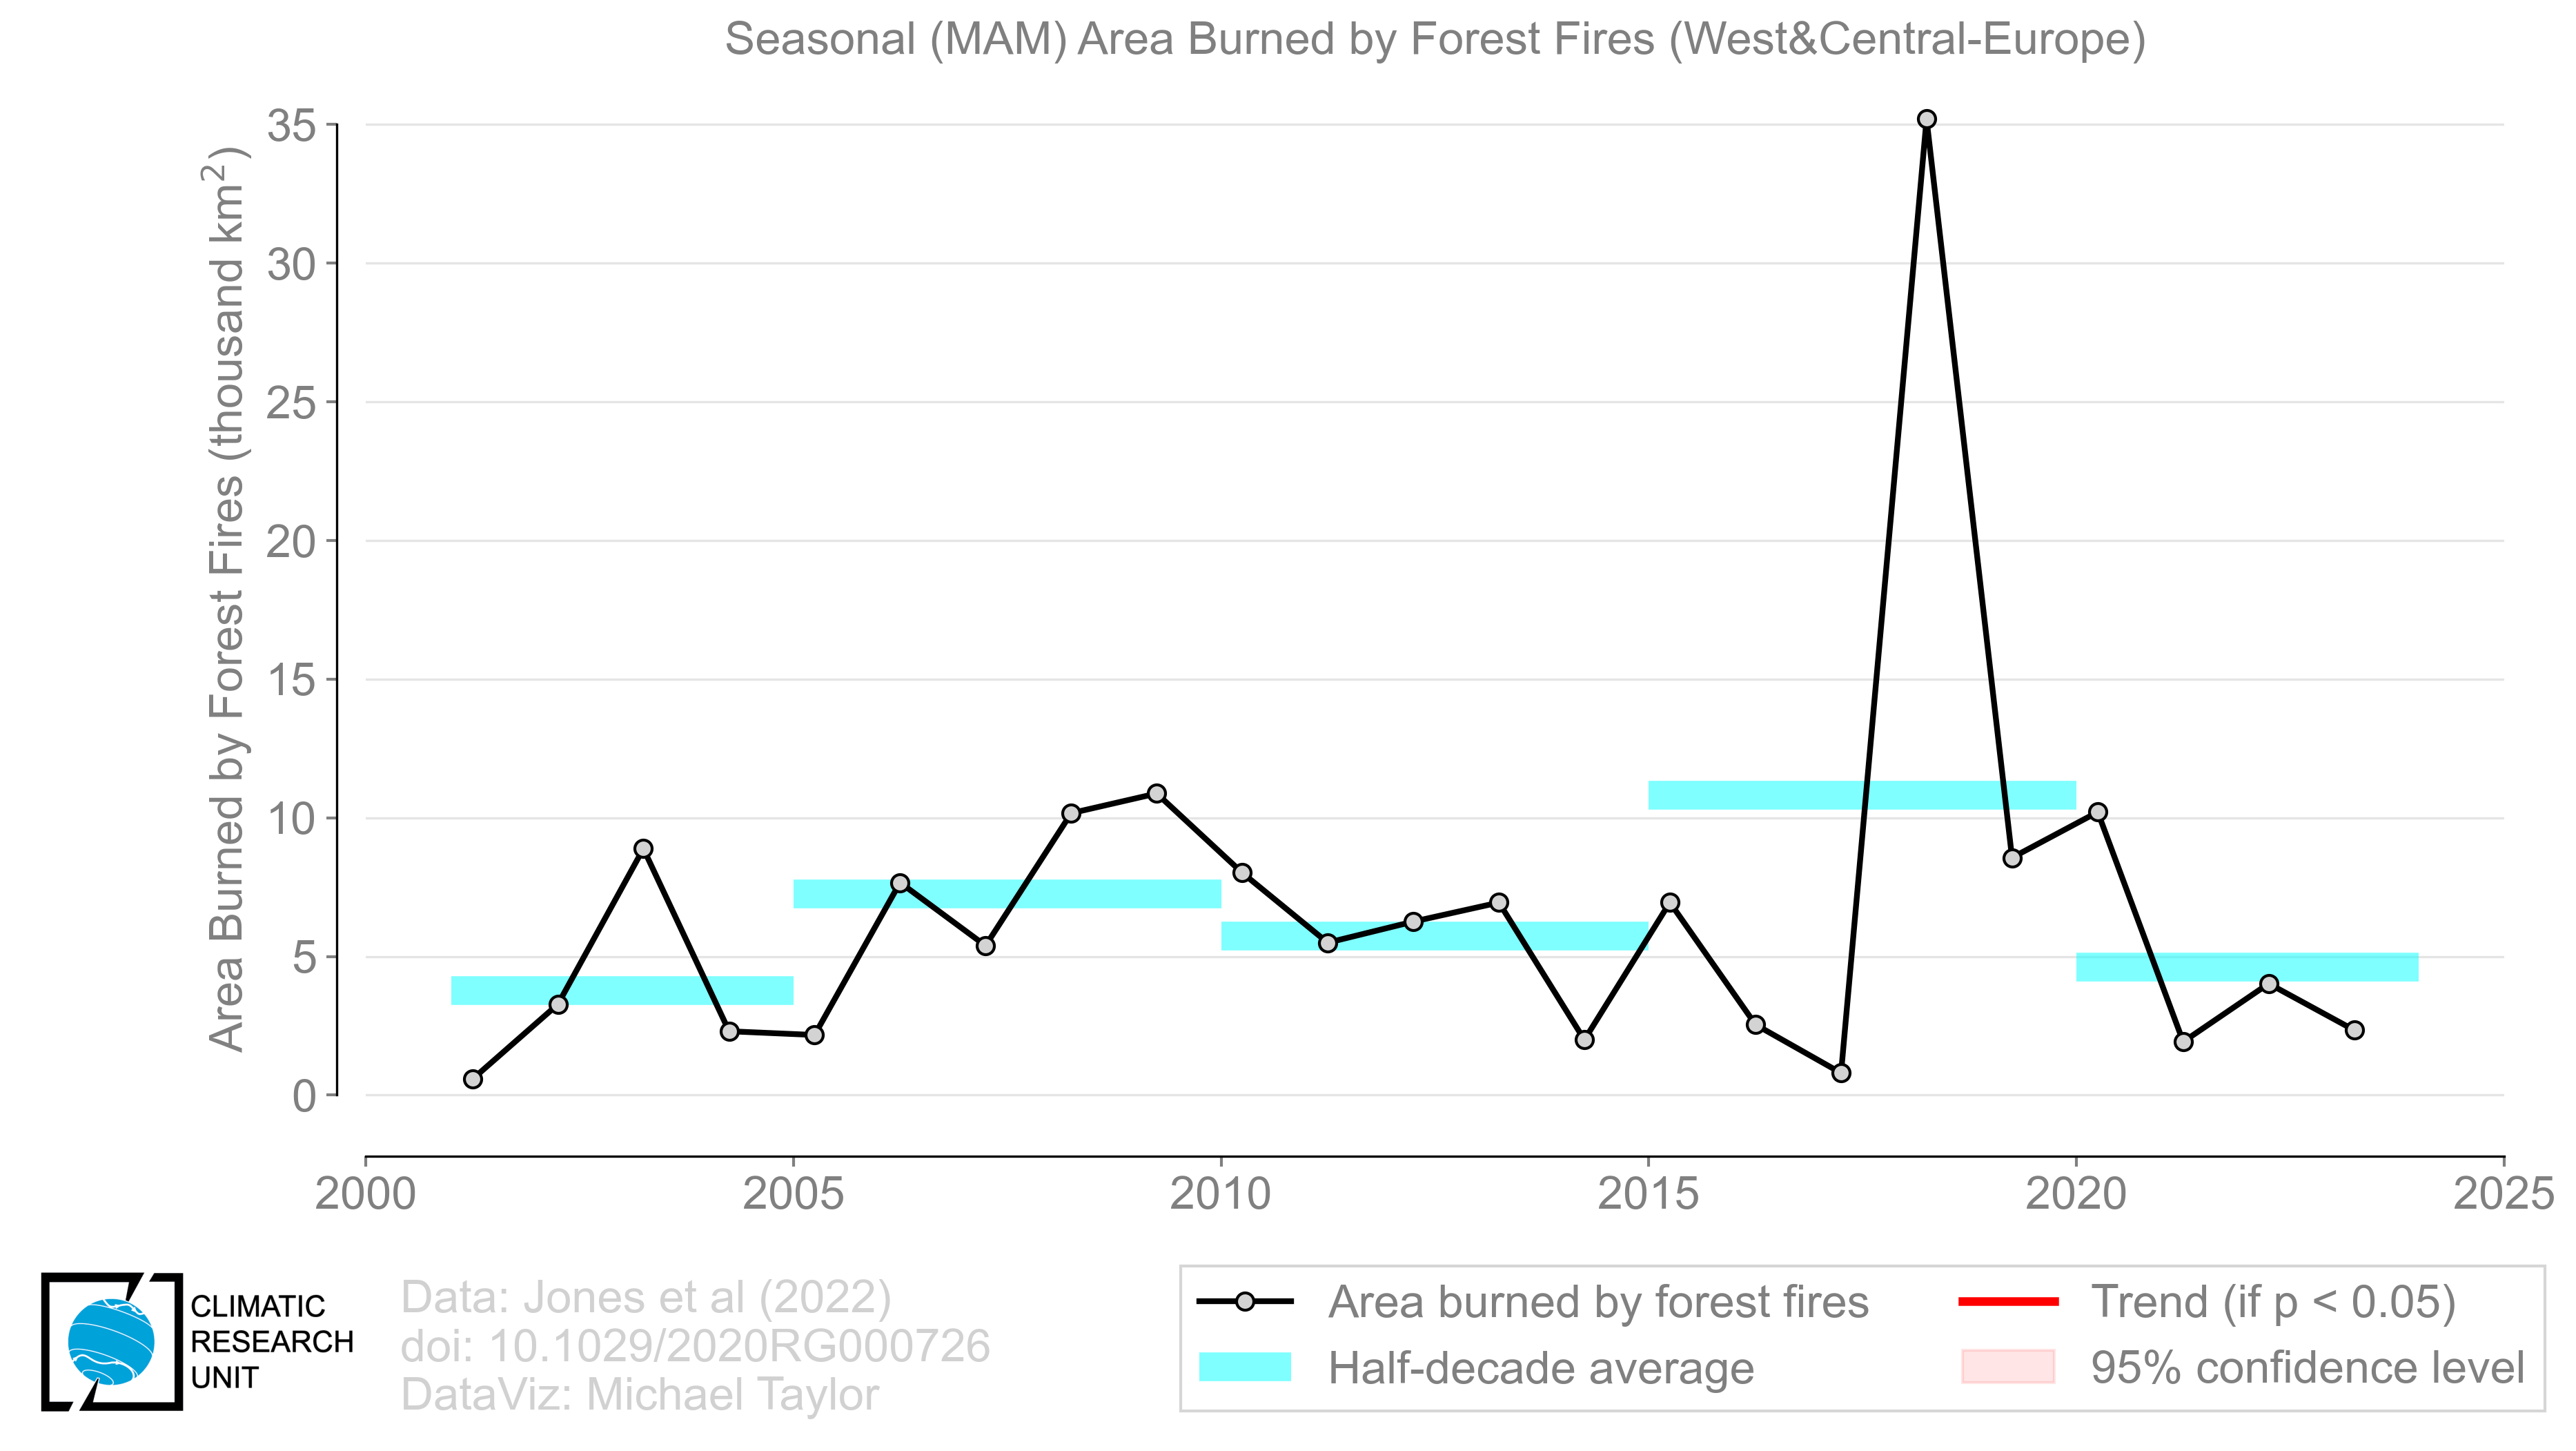 Seasonal (MAM) Area Burned by Forest Fires (West&Central-Europe)
Area Burned by Forest Fires (thousand km²)
35
30
25
20
15
10
5
0
2000 2005 2010 2015 2020 2025
CLIMATIC
RESEARCH
UNIT
Data: Jones et al (2022)
doi: 10.1029/2020RG000726
DataViz: Michael Taylor
Area burned by forest fires
Half-decade average
Trend (if p < 0.05)
95% confidence level